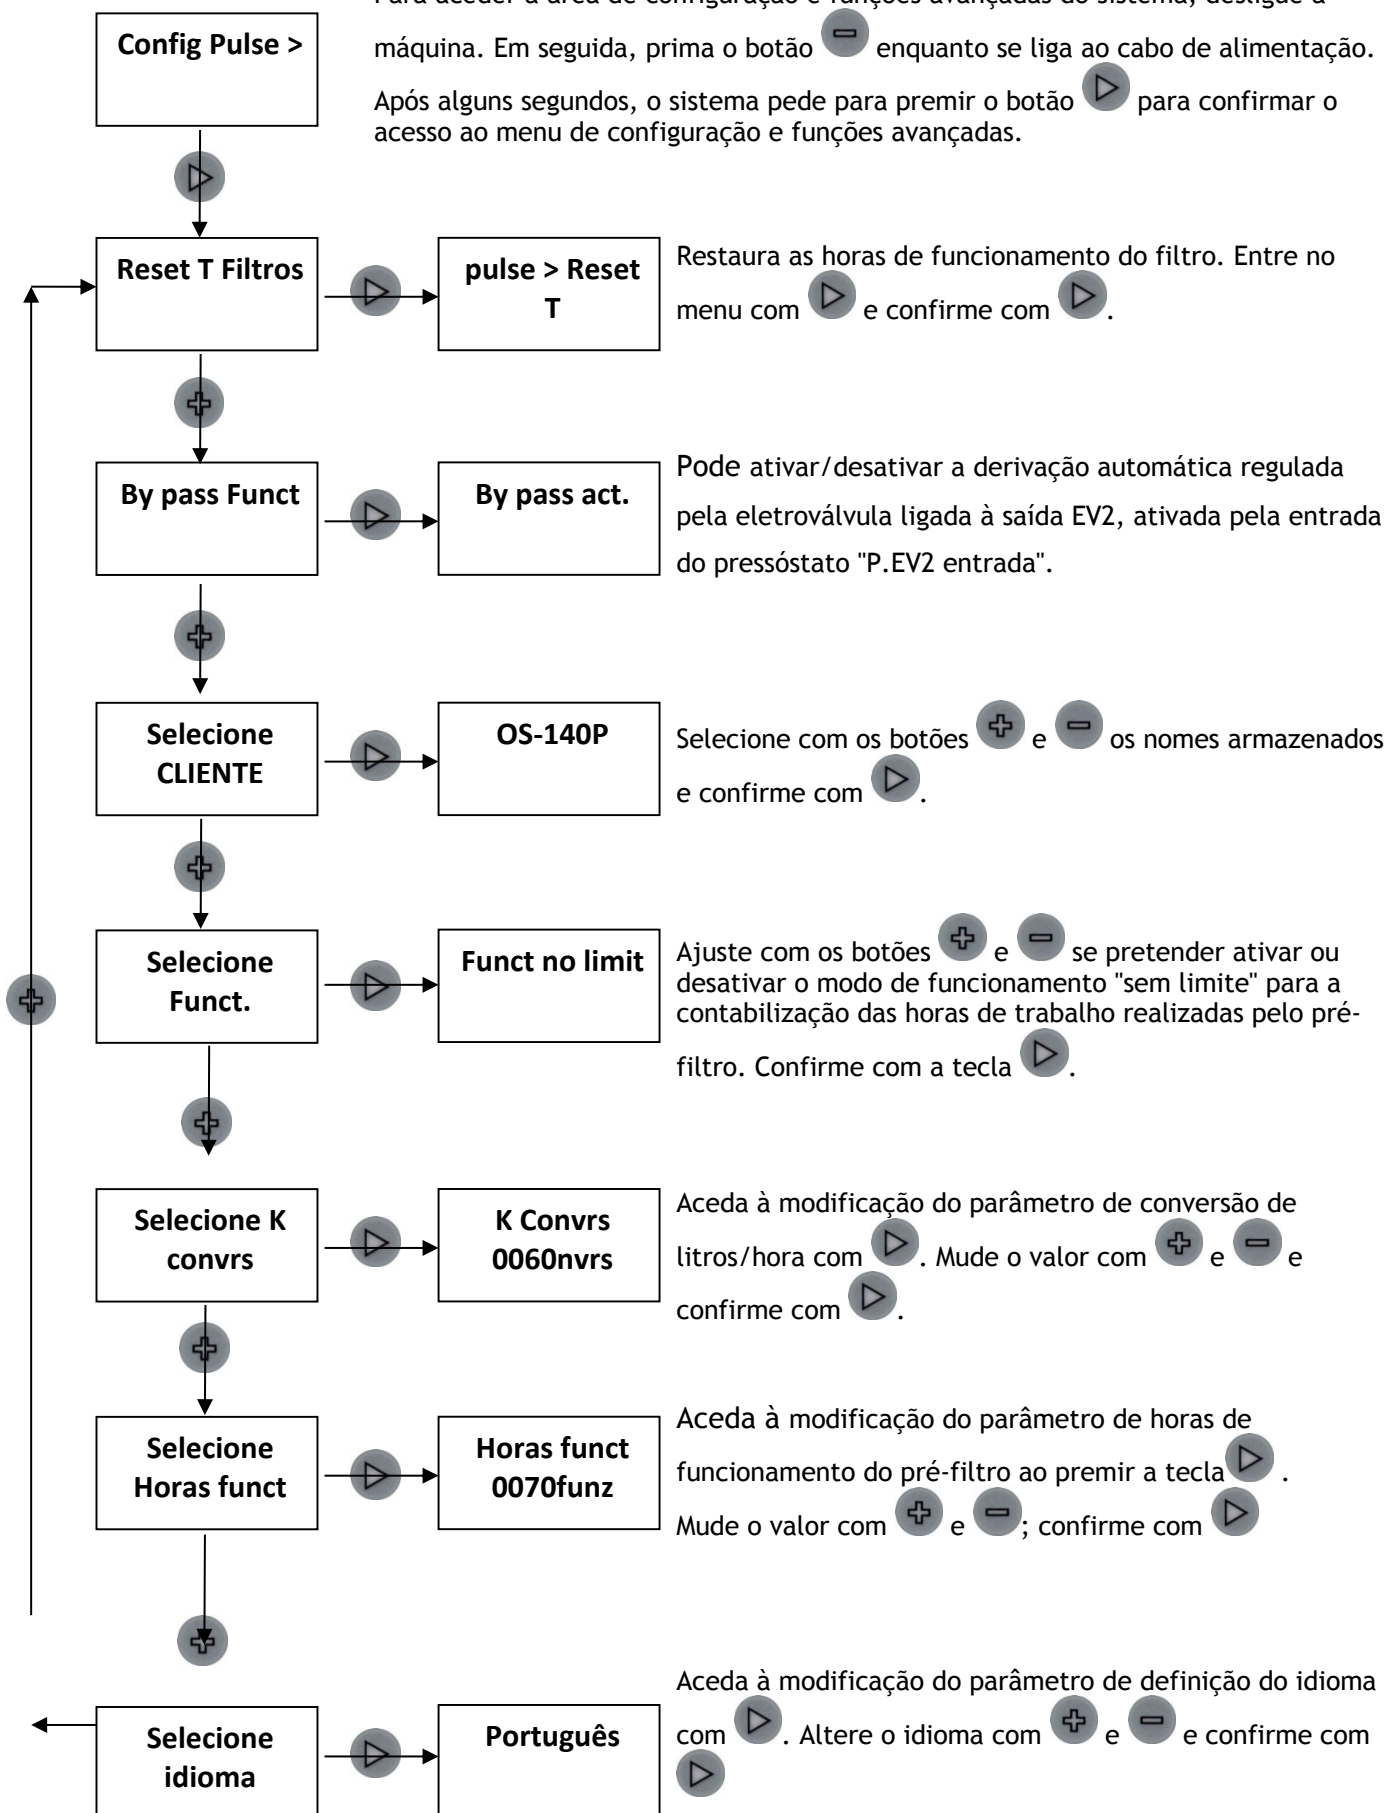 Para aceder à área de configuração e funções avançadas do sistema, desligue a
Config Pulse >
máquina. Em seguida, prima o botão enquanto se liga ao cabo de alimentação.
Após alguns segundos, o sistema pede para premir o botão para confirmar o
acesso ao menu de configuração e funções avançadas.
Reset T Filtros
pulse > Reset
T
Restaura as horas de funcionamento do filtro. Entre no
menu com e confirme com .
By pass Funct
By pass act.
Pode ativar/desativar a derivação automática regulada
pela eletroválvula ligada à saída EV2, ativada pela entrada
do pressóstato "P.EV2 entrada".
Selecione
CLIENTE
OS-140P
Selecione com os botões e os nomes armazenados
e confirme com .
Selecione
Funct.
Funct no limit
Ajuste com os botões e se pretender ativar ou
desativar o modo de funcionamento "sem limite" para a
contabilização das horas de trabalho realizadas pelo pré-
filtro. Confirme com a tecla .
Selecione K
convrs
K Convrs
0060nvrs
Aceda à modificação do parâmetro de conversão de
litros/hora com . Mude o valor com e e
confirme com .
Selecione
Horas funct
Horas funct
0070funz
Aceda à modificação do parâmetro de horas de
funcionamento do pré-filtro ao premir a tecla .
Mude o valor com e ; confirme com
Selecione
idioma
Português
Aceda à modificação do parâmetro de definição do idioma
com . Altere o idioma com e e confirme com